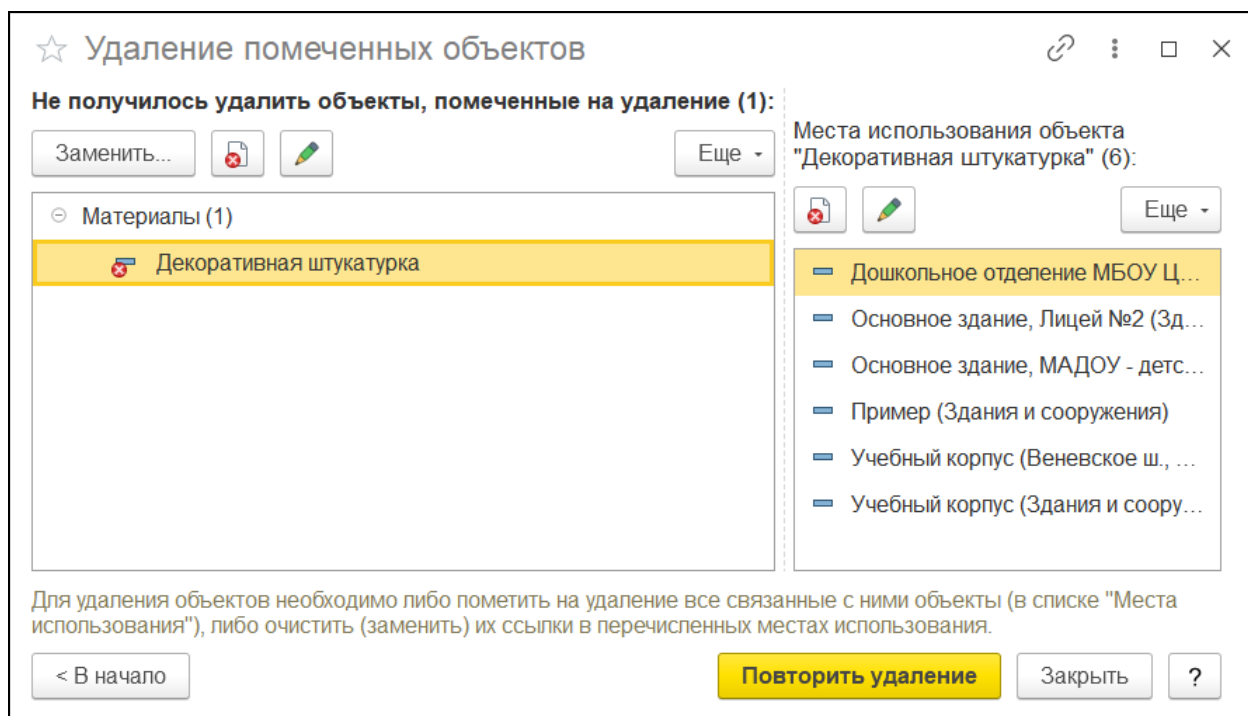 Удаление помеченных объектов
Не получилось удалить объекты, помеченные на удаление (1):
Заменить...
Еще
Материалы (1)
Декоративная штукатурка
Места использования объекта
"Декоративная штукатурка" (6):
Еще
Дошкольное отделение МБОУ Ц...
Основное здание, Лицей №2 (Зд...
Основное здание, МАДОУ - детс...
Пример (Здания и сооружения)
Учебный корпус (Веневское ш., ...
Учебный корпус (Здания и соору...
Для удаления объектов необходимо либо пометить на удаление все связанные с ними объекты (в списке "Места
использования"), либо очистить (заменить) их ссылки в перечисленных местах использования.
< В начало
Повторить удаление
Закрыть
?